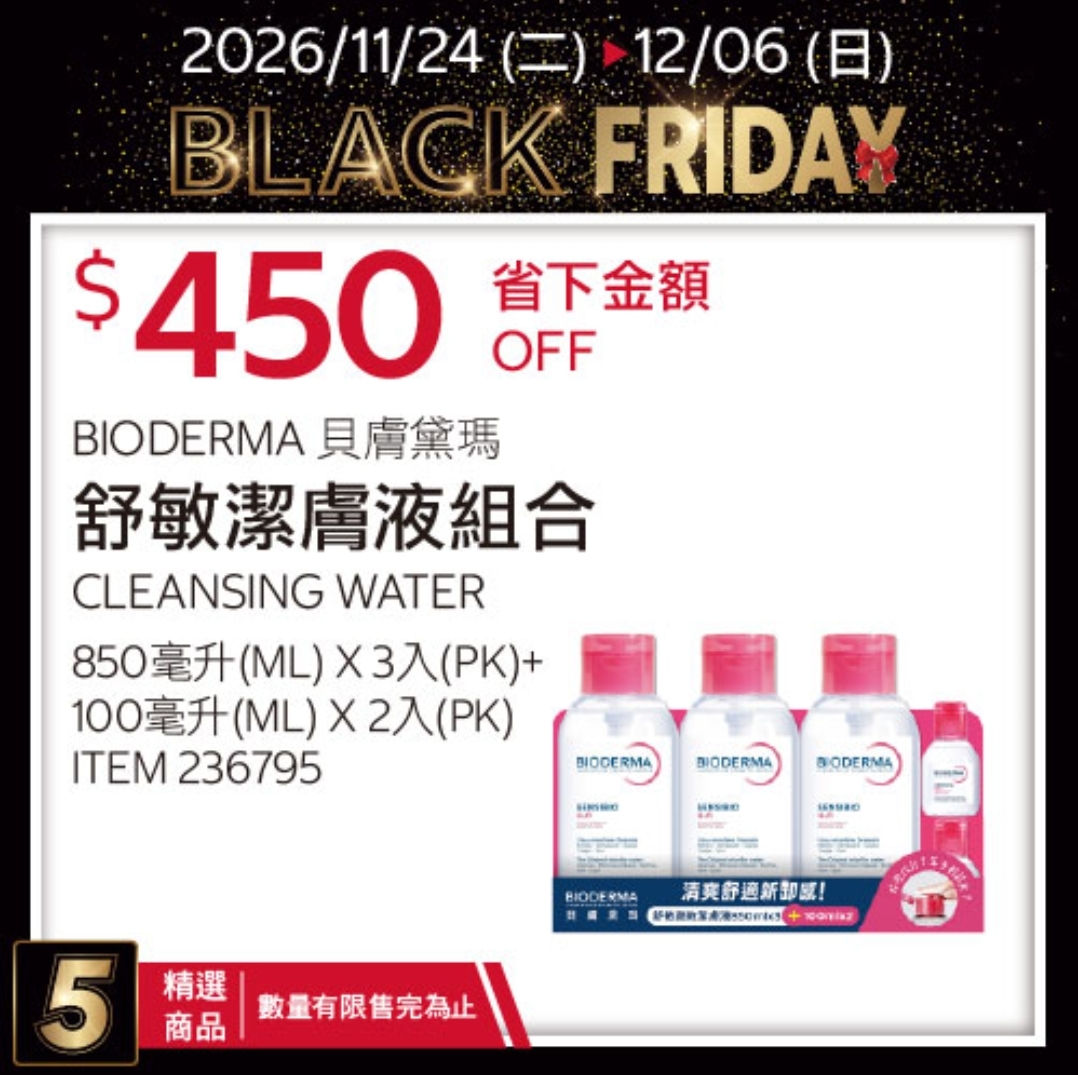 2026/11/24 (二) ▶ 12/06 (日)
BLACK FRIDAY
$450 省下金額
OFF
BIODERMA 貝膚黛瑪
舒敏潔膚液組合
CLEANSING WATER
850毫升(ML) X 3入(PK)+
100毫升(ML) X 2入(PK)
ITEM 236795
BIODERMA BIODERMA BIODERMA BIODERMA
SENSIBIO SENSIBIO SENSIBIO
BIODERMA
清爽舒適新卸感!
5 精選
商品
數量有限售完為止